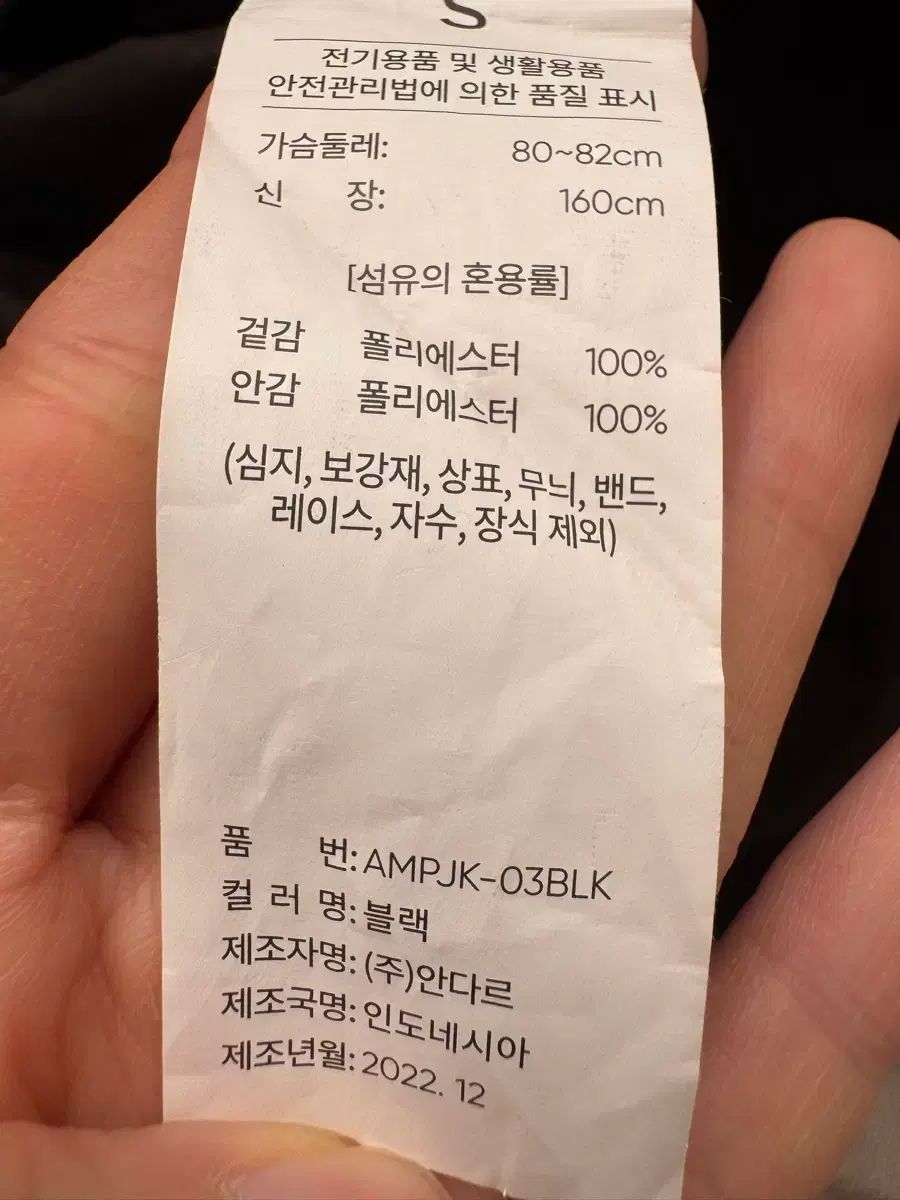 S
전기용품 및 생활용품
안전관리법에 의한 품질 표시
가슴둘레: 80~82cm
신 장: 160cm
[섬유의 혼용률]
겉감 폴리에스터 100%
안감 폴리에스터 100%
(심지, 보강재, 상표, 무늬, 밴드,
레이스, 자수, 장식 제외)
품 번: AMPJK-03BLK
컬 러 명: 블랙
제조자명: (주)안다르
제조국명: 인도네시아
제조년월: 2022. 12